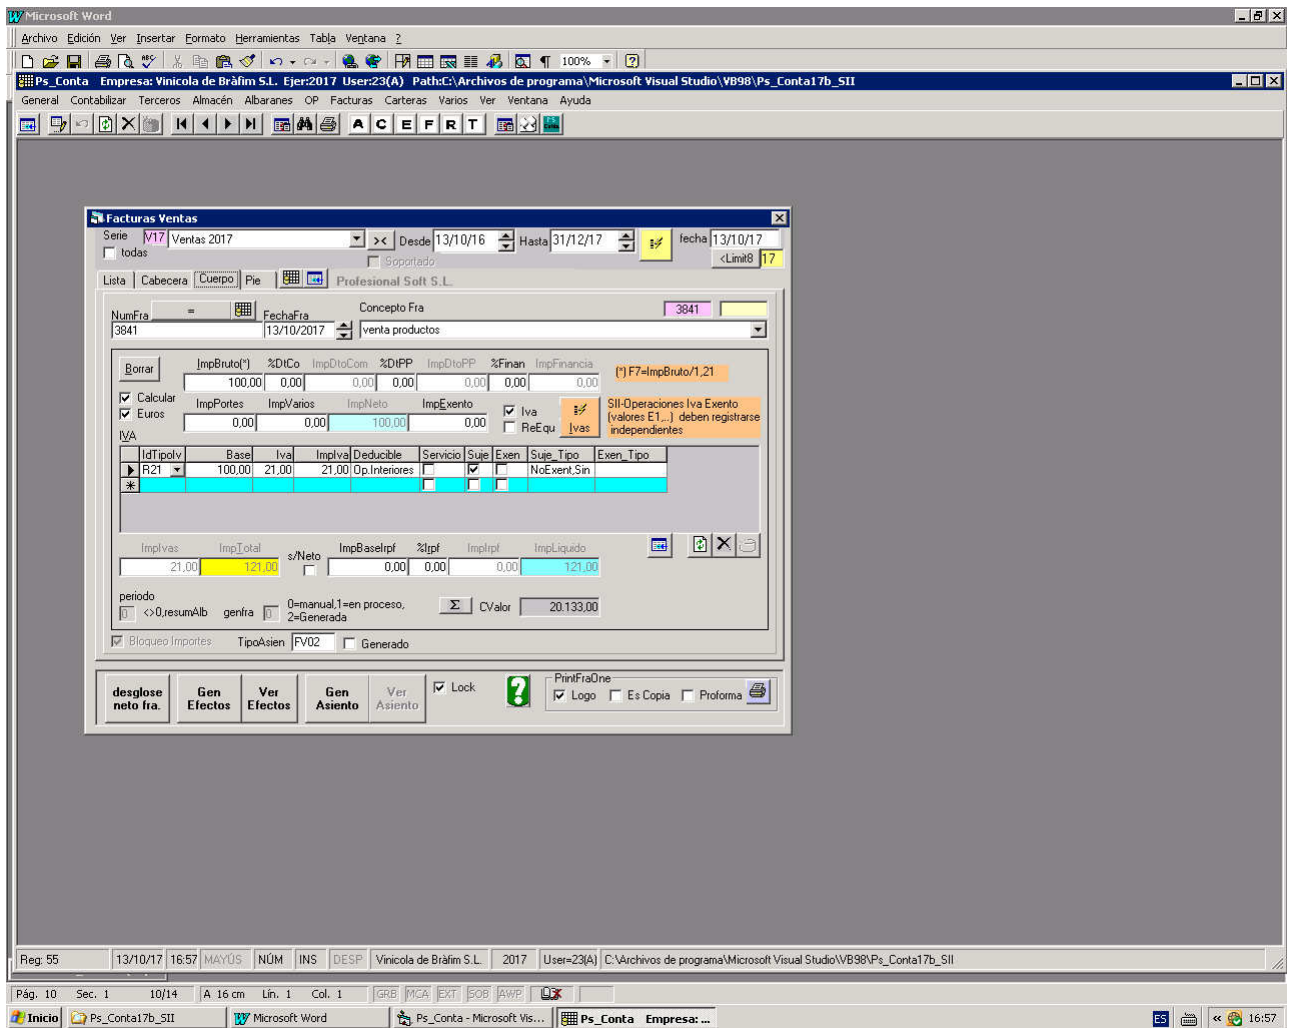 Microsoft Word
Archivo Edición Ver Insertar Formato Herramientas Tabla Ventana ?
100%
Ps_Conta Empresa: Vinicola de Bràfim S.L. Ejer:2017 User:23(A) Path:C:\Archivos de programa\Microsoft Visual Studio\VB98\Ps_Conta17b_SII
General Contabilizar Terceros Almacén Albaranes OP Facturas Carteras Varios Ver Ventana Ayuda
A C E F R T
Facturas Ventas
Serie V17 Ventas 2017 >< Desde 13/10/16 Hasta 31/12/17 fecha 13/10/17
todas Soportado <Limit8 17
Lista Cabecera Cuerpo Pie Profesional Soft S.L.
NumFra = FechaFra Concepto Fra 3841
3841 13/10/2017 venta productos
Borrar ImpBruto(*) %DtCo ImpDtoCom %DtPP ImpDtoPP %Finan ImpFinancia
100,00 0,00 0,00 0,00 0,00 0,00 0,00 (*) F7=ImpBruto/1,21
Calcular ImpPortes ImpVarios ImpNeto ImpExento Iva SII-Operaciones Iva Exento
Euros 0,00 0,00 100,00 0,00 ReEqu Ivas (valores E1,..) deben registrarse
independientes
IVA
IdTipoIv Base Iva ImpIva Deducible Servicio Suje Exen Suje_Tipo Exen_Tipo
R21 100,00 21,00 21,00 Op.Interiores NoExent,Sin
ImpIvas ImpTotal s/Neto ImpBaseIrpf %Irpf ImpIrpf ImpLiquido
21,00 121,00 0,00 0,00 0,00 121,00
periodo
0 <>0,resumAlb genfra 0 0=manual,1=en proceso, Σ CValor 20.133,00
2=Generada
Bloqueo Importes TipoAsien FV02 Generado
desglose neto fra. Gen Efectos Ver Efectos Gen Asiento Ver Asiento Lock ? PrintFraOne
Logo Es Copia Proforma
Reg: 55 13/10/17 16:57 MAYÚS NÚM INS DESP Vinicola de Bràfim S.L. 2017 User=23(A) C:\Archivos de programa\Microsoft Visual Studio\VB98\Ps_Conta17b_SII
Pág. 10 Sec. 1 10/14 A 16 cm Lín. 1 Col. 1 GRB MCA EXT SOB AWP
Inicio Ps_Conta17b_SII Microsoft Word Ps_Conta - Microsoft Vis... Ps_Conta Empresa: ... ES « 16:57